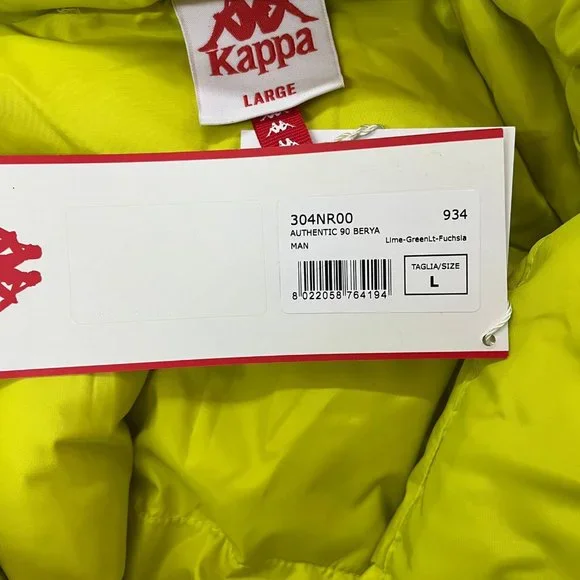 Kappa
LARGE
304NR00 934
AUTHENTIC 90 BERYA Lime-GreenLt-Fuchsia
MAN
TAGLIA/SIZE
L
8 022058 764194